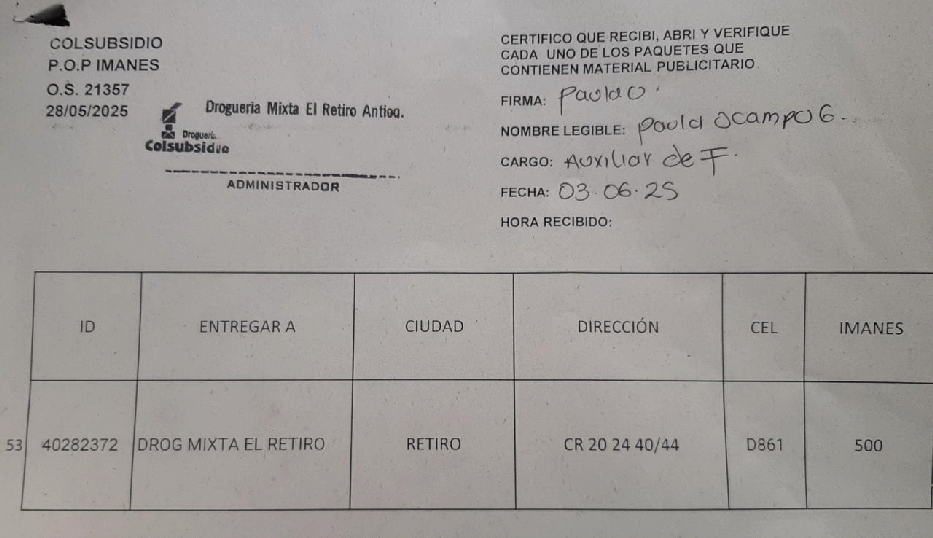 COLSUBSIDIO
P.O.P IMANES
O.S. 21357
28/05/2025
Drogueria Mixta El Retiro Antioq.
Droguería
Colsubsidio
ADMINISTRADOR
CERTIFICO QUE RECIBI, ABRI Y VERIFIQUE
CADA UNO DE LOS PAQUETES QUE
CONTIENEN MATERIAL PUBLICITARIO.
FIRMA: Paola O.
NOMBRE LEGIBLE: Paola Ocampo G.
CARGO: Auxiliar de F.
FECHA: 03.06.25
HORA RECIBIDO:
ID ENTREGAR A CIUDAD DIRECCIÓN CEL IMANES
53 40282372 DROG MIXTA EL RETIRO RETIRO CR 20 24 40/44 D861 500